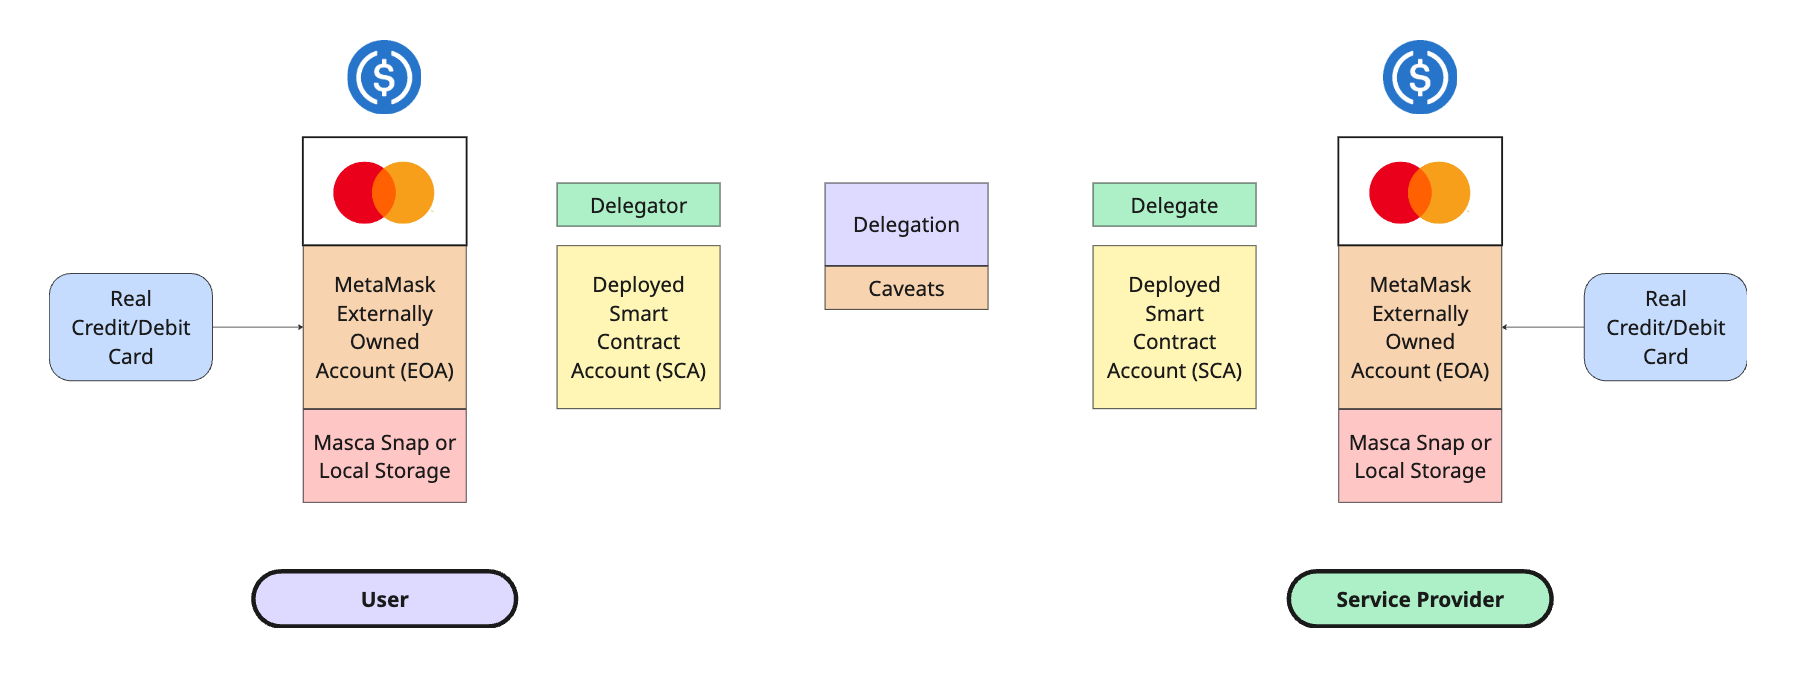 Delegator
Delegation
Delegate
Real
Credit/Debit
Card
MetaMask
Externally
Owned
Account (EOA)
Deployed
Smart
Contract
Account (SCA)
Caveats
Deployed
Smart
Contract
Account (SCA)
MetaMask
Externally
Owned
Account (EOA)
Real
Credit/Debit
Card
Masca Snap or
Local Storage
Masca Snap or
Local Storage
User
Service Provider